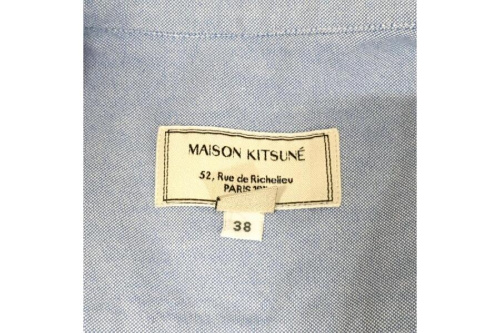 MAISON KITSUNÉ
52, Rue de Richelieu
PARIS
38